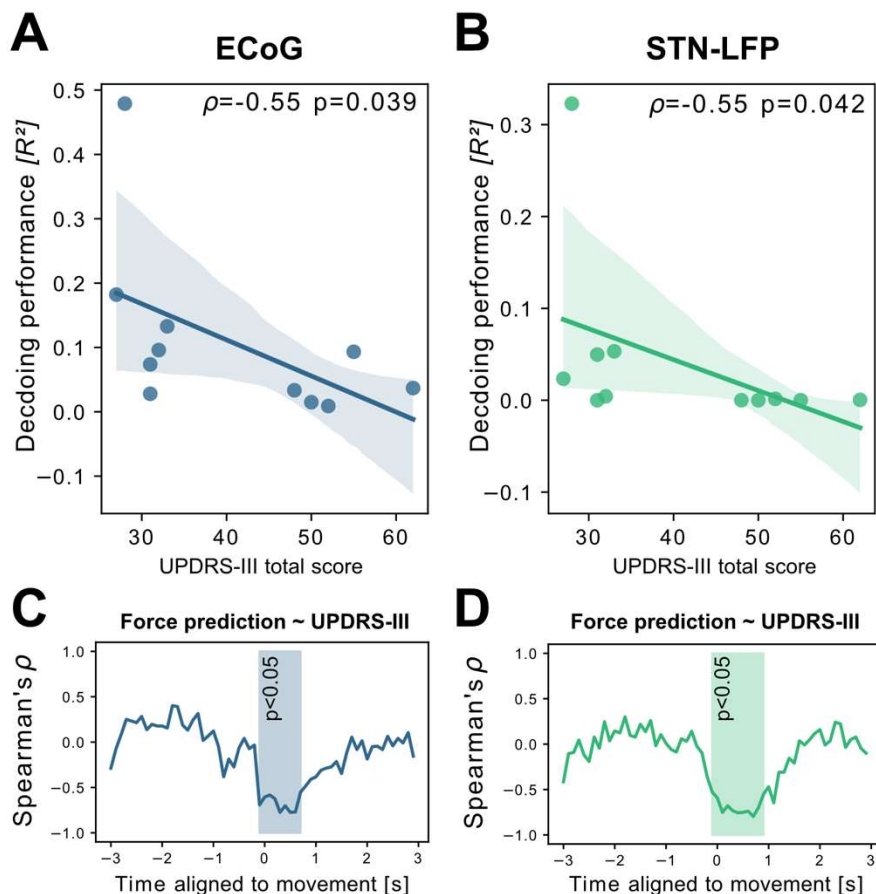 A
ECoG
ρ=-0.55 p=0.039
Decdoing performance [R²]
0.5
0.4
0.3
0.2
0.1
0.0
−0.1
30 40 50 60
UPDRS-III total score
B
STN-LFP
ρ=-0.55 p=0.042
Decdoing performance [R²]
0.3
0.2
0.1
0.0
−0.1
30 40 50 60
UPDRS-III total score
C
Force prediction ~ UPDRS-III
Spearman's ρ
1.0
0.5
0.0
−0.5
−1.0
p<0.05
−3 −2 −1 0 1 2 3
Time aligned to movement [s]
D
Force prediction ~ UPDRS-III
Spearman's ρ
1.0
0.5
0.0
−0.5
−1.0
p<0.05
−3 −2 −1 0 1 2 3
Time aligned to movement [s]